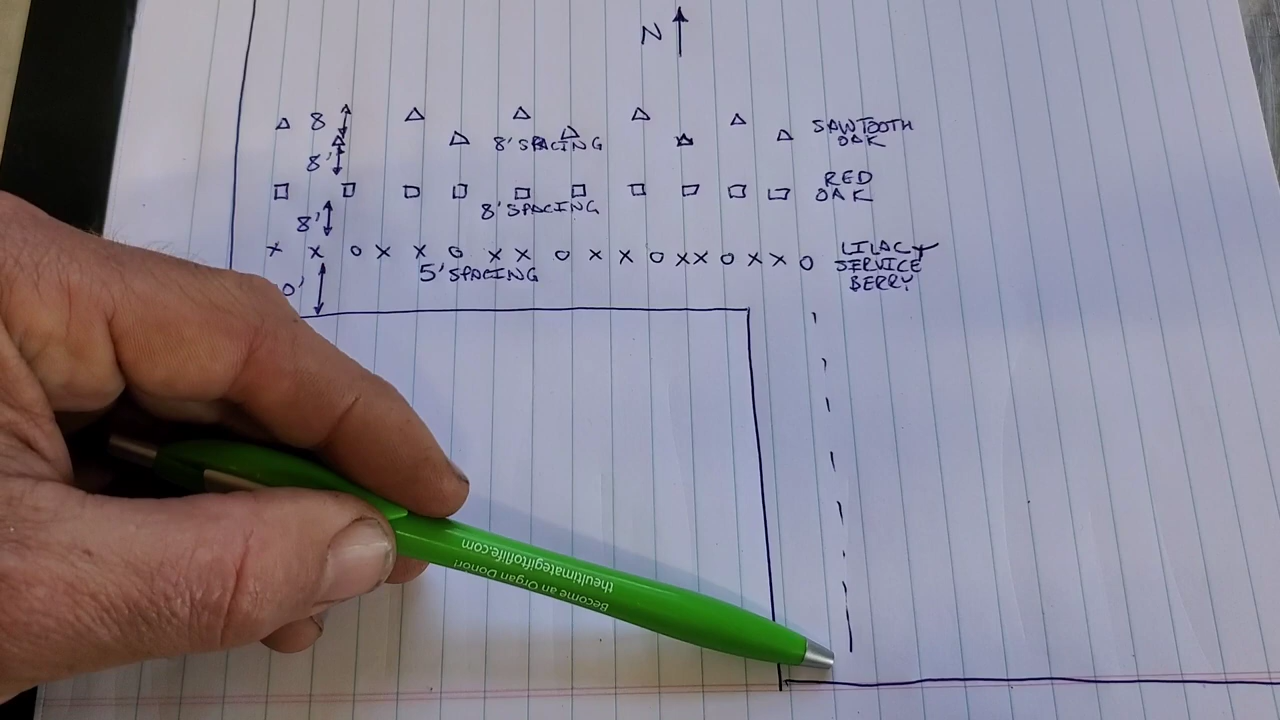 N
8
8' SPACING
SAWTOOTH
OAK
8'
RED
OAK
8' SPACING
8'
LILAC +
SERVICE
BERRY
5' SPACING
0'
Become an Organ Donor!
theultimategiftoflife.com